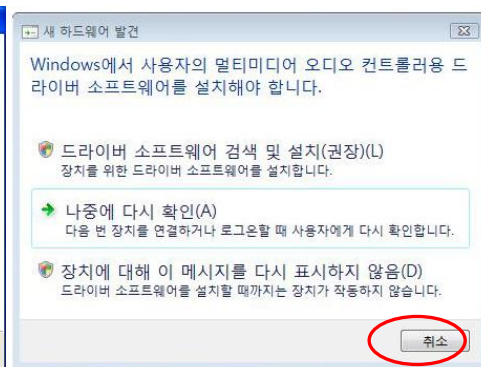 새 하드웨어 발견
Windows에서 사용자의 멀티미디어 오디오 컨트롤러용 드
라이버 소프트웨어를 설치해야 합니다.
드라이버 소프트웨어 검색 및 설치(권장)(L)
장치를 위한 드라이버 소프트웨어를 설치합니다.
나중에 다시 확인(A)
다음 번 장치를 연결하거나 로그온할 때 사용자에게 다시 확인합니다.
장치에 대해 이 메시지를 다시 표시하지 않음(D)
드라이버 소프트웨어를 설치할 때까지는 장치가 작동하지 않습니다.
취소